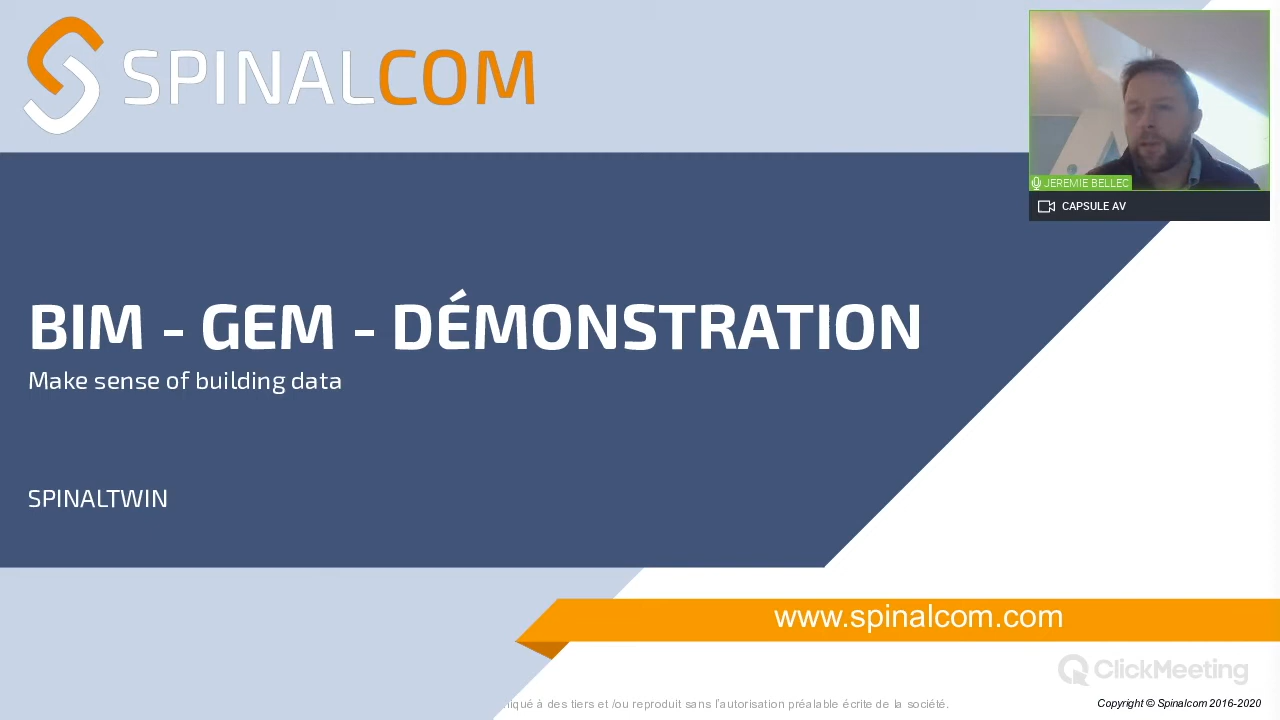 SPINALCOM
JEREMIE BELLEC
CAPSULE AV
BIM - GEM - DÉMONSTRATION
Make sense of building data
SPINALTWIN
www.spinalcom.com
ClickMeeting
à des tiers et /ou reproduit sans l'autorisation préalable écrite de la société.
Copyright © Spinalcom 2016-2020